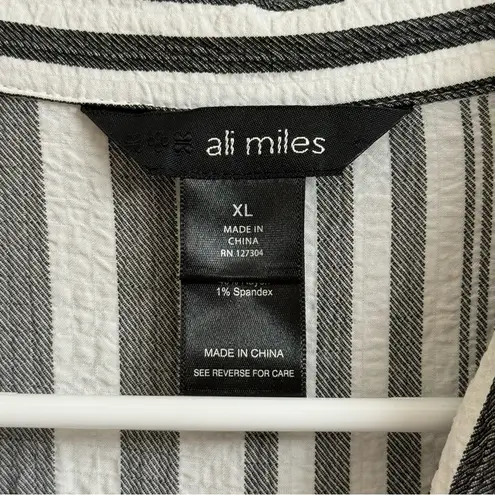 ali miles
XL
MADE IN
CHINA
RN 127304
1% Spandex
MADE IN CHINA
SEE REVERSE FOR CARE